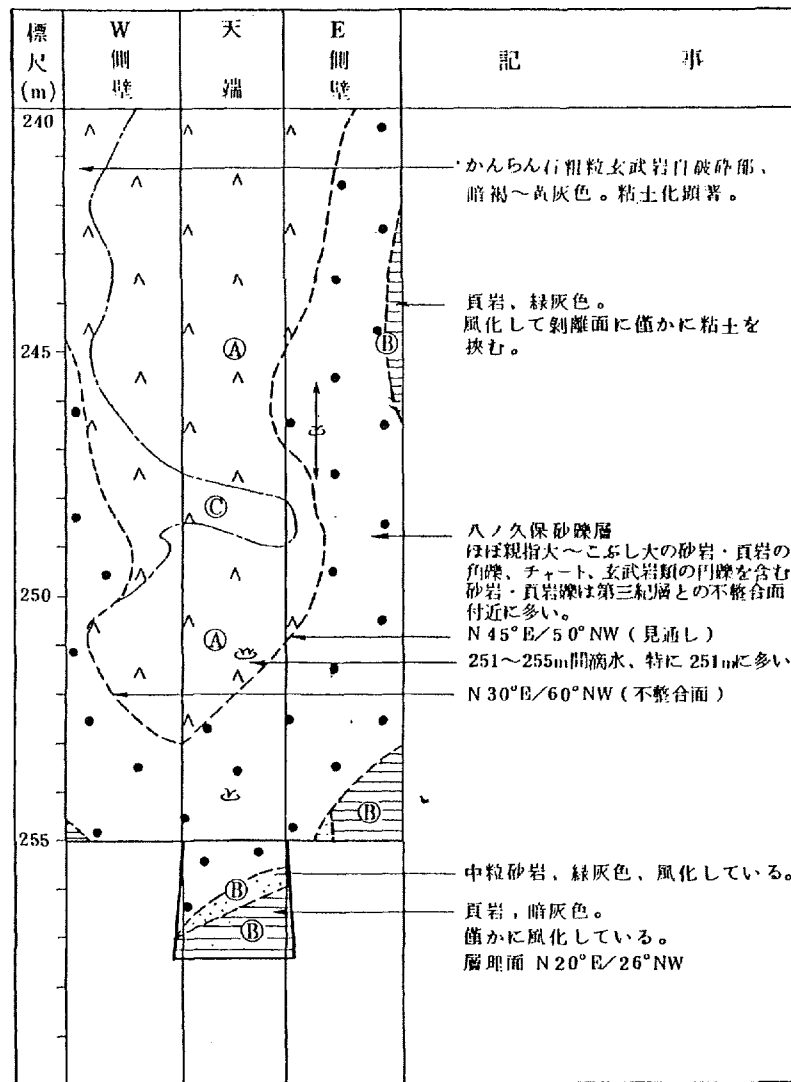 標尺(m)
W側壁
天端
E側壁
記事
240
かんらん石粗粒玄武岩自破砕部、
暗褐～黄灰色。粘土化顕著。
頁岩、緑灰色。
風化して剝離面に僅かに粘土を
挟む。
B
245
A
C
八ノ久保砂礫層
ほぼ親指大～こぶし大の砂岩・頁岩の
角礫、チャート、玄武岩類の円礫を含む
砂岩・頁岩礫は第三紀層との不整合面
付近に多い。
250
A
N45°E/50°NW(見通し)
251～255m間滴水、特に251mに多い
N30°E/60°NW(不整合面)
B
255
中粒砂岩、緑灰色、風化している。
B
頁岩,暗灰色。
B
僅かに風化している。
層理面 N20°E/26°NW